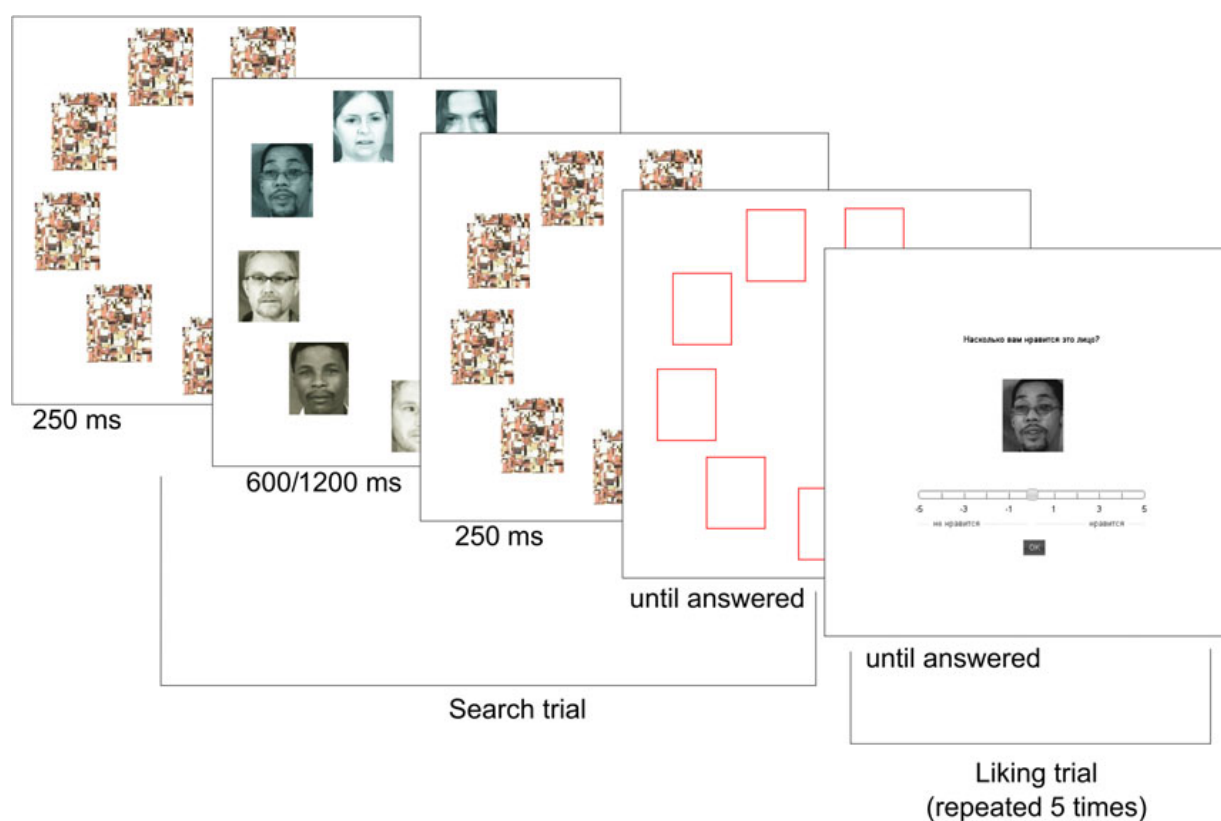 250 ms
600/1200 ms
250 ms
until answered
Search trial
Насколько вам нравится это лицо?
-5 -3 -1 1 3 5
не нравится нравится
OK
until answered
Liking trial
(repeated 5 times)